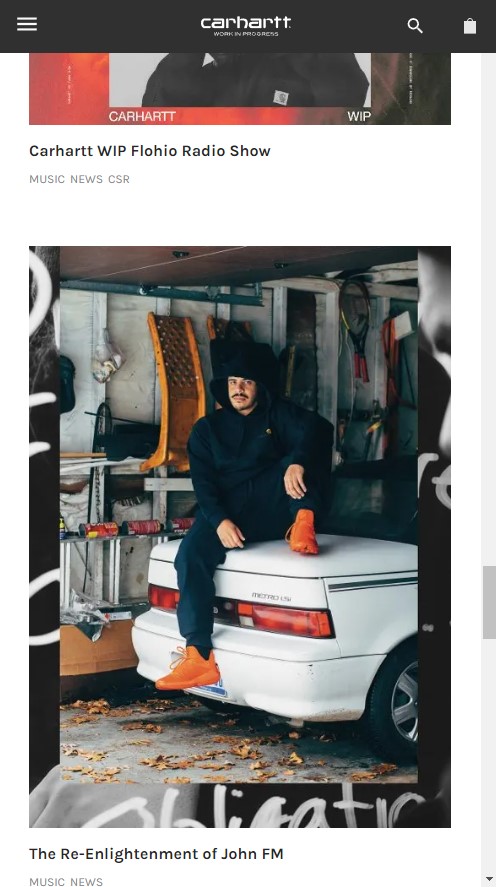 carhartt
WORK IN PROGRESS
CARHARTT WIP
Carhartt WIP Flohio Radio Show
MUSIC NEWS CSR
METRO LSi
The Re-Enlightenment of John FM
MUSIC NEWS